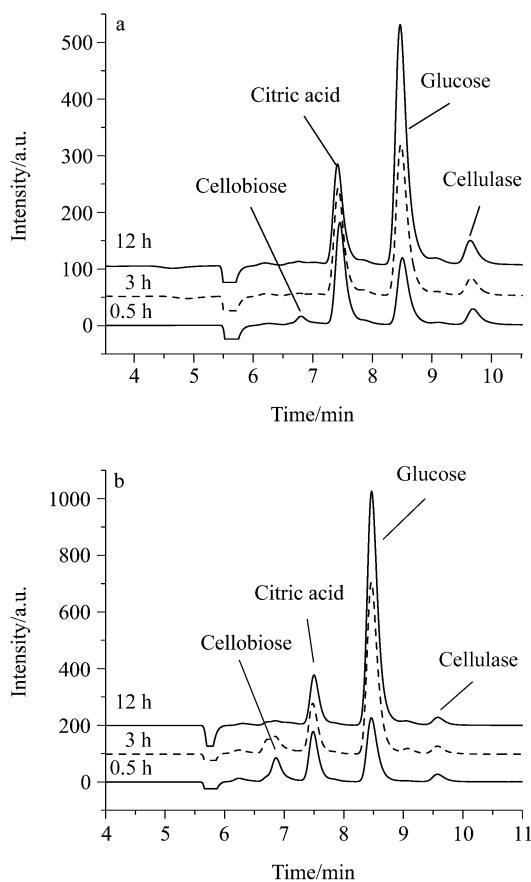 a
500
400
300
200
100
0
Intensity/a.u.
Citric acid
Glucose
Cellobiose
Cellulase
12 h
3 h
0.5 h
4 5 6 7 8 9 10
Time/min
b
1000
800
600
400
200
0
Intensity/a.u.
Glucose
Citric acid
Cellobiose
Cellulase
12 h
3 h
0.5 h
4 5 6 7 8 9 10 11
Time/min